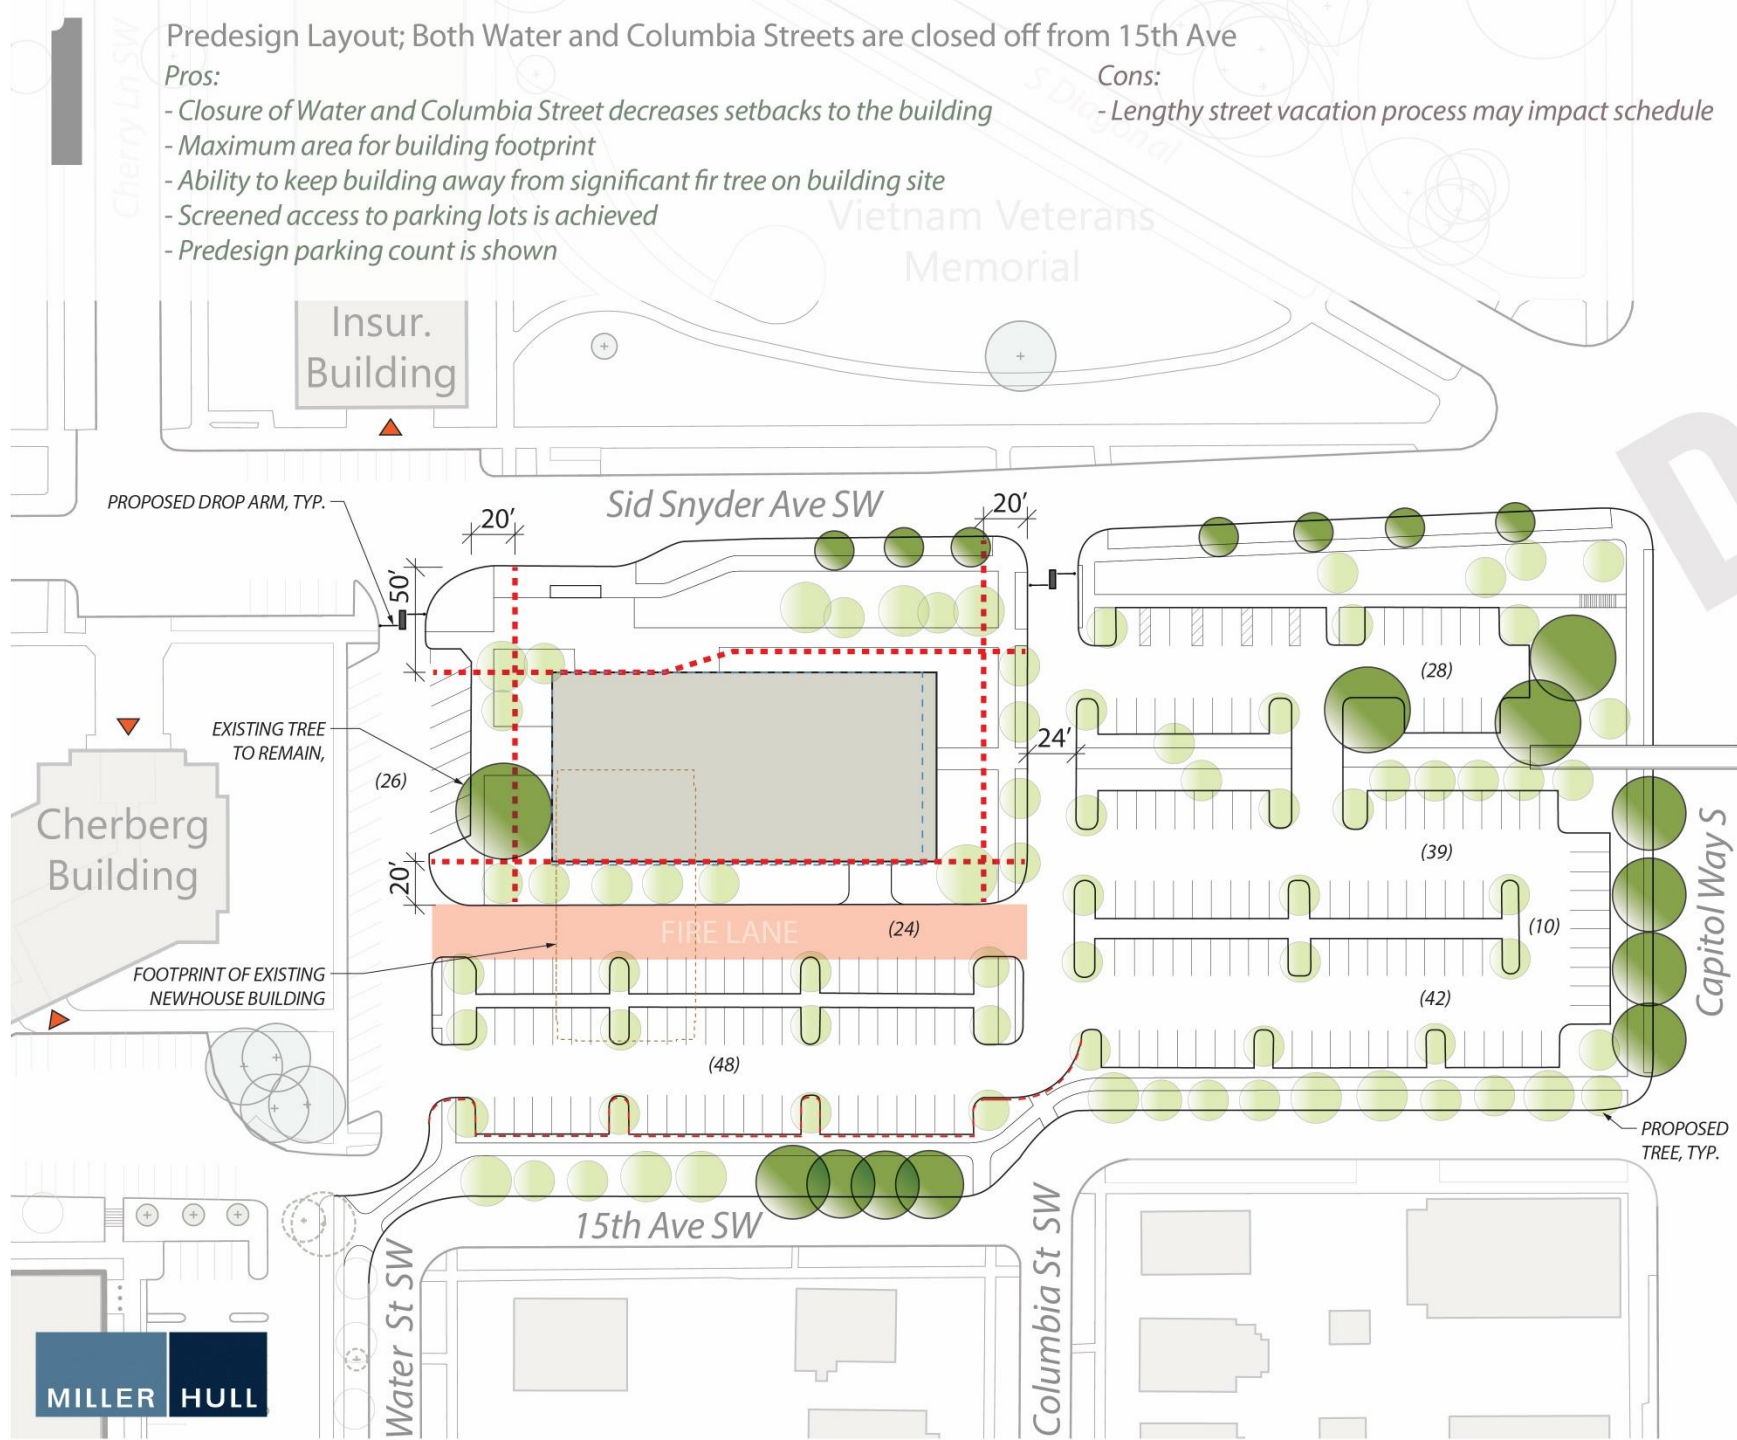 1
Predesign Layout; Both Water and Columbia Streets are closed off from 15th Ave
Pros:
- Closure of Water and Columbia Street decreases setbacks to the building
- Maximum area for building footprint
- Ability to keep building away from significant fir tree on building site
- Screened access to parking lots is achieved
- Predesign parking count is shown
Cons:
- Lengthy street vacation process may impact schedule
Cherry Ln SW
S Diagonal
Vietnam Veterans
Memorial
Insur.
Building
D
PROPOSED DROP ARM, TYP.
Sid Snyder Ave SW
20'
20'
50'
EXISTING TREE
TO REMAIN,
(26)
(28)
24'
Cherberg
Building
(39)
20'
FIRE LANE
(24)
(10)
FOOTPRINT OF EXISTING
NEWHOUSE BUILDING
(42)
(48)
Capitol Way S
PROPOSED
TREE, TYP.
15th Ave SW
Water St SW
Columbia St SW
MILLER HULL